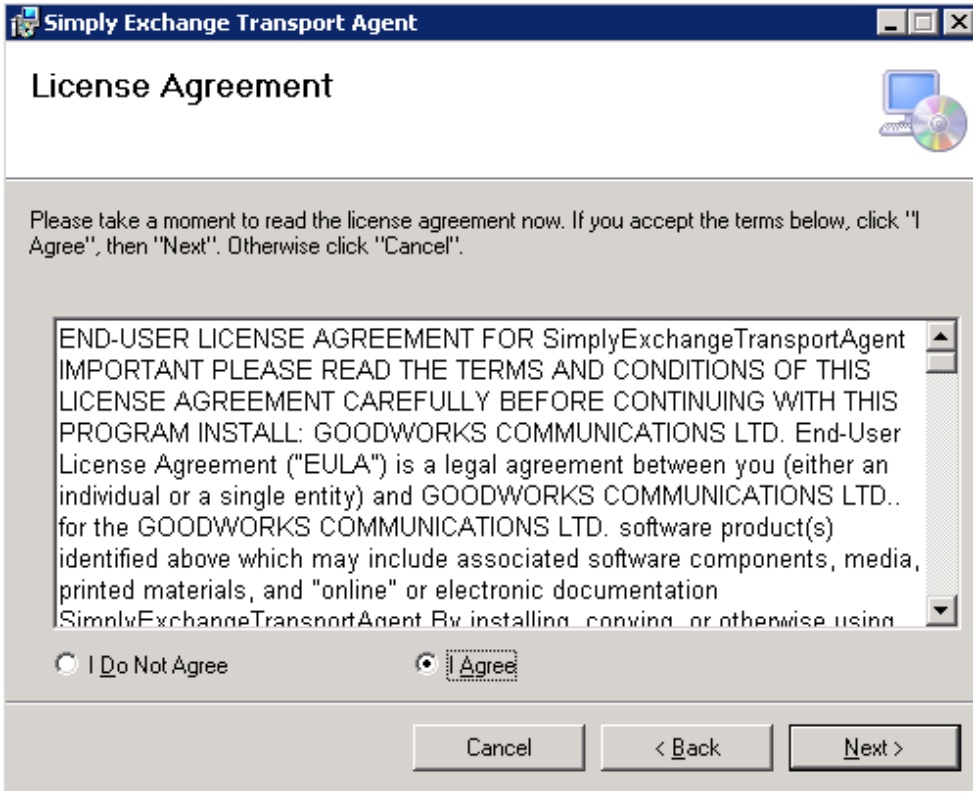 Simply Exchange Transport Agent
License Agreement
Please take a moment to read the license agreement now. If you accept the terms below, click "I
Agree", then "Next". Otherwise click "Cancel".
END-USER LICENSE AGREEMENT FOR SimplyExchangeTransportAgent
IMPORTANT PLEASE READ THE TERMS AND CONDITIONS OF THIS
LICENSE AGREEMENT CAREFULLY BEFORE CONTINUING WITH THIS
PROGRAM INSTALL: GOODWORKS COMMUNICATIONS LTD. End-User
License Agreement ("EULA") is a legal agreement between you (either an
individual or a single entity) and GOODWORKS COMMUNICATIONS LTD..
for the GOODWORKS COMMUNICATIONS LTD. software product(s)
identified above which may include associated software components, media,
printed materials, and "online" or electronic documentation
SimplyExchangeTransportAgent.By installing, copying, or otherwise using
I Do Not Agree
I Agree
Cancel
< Back
Next >